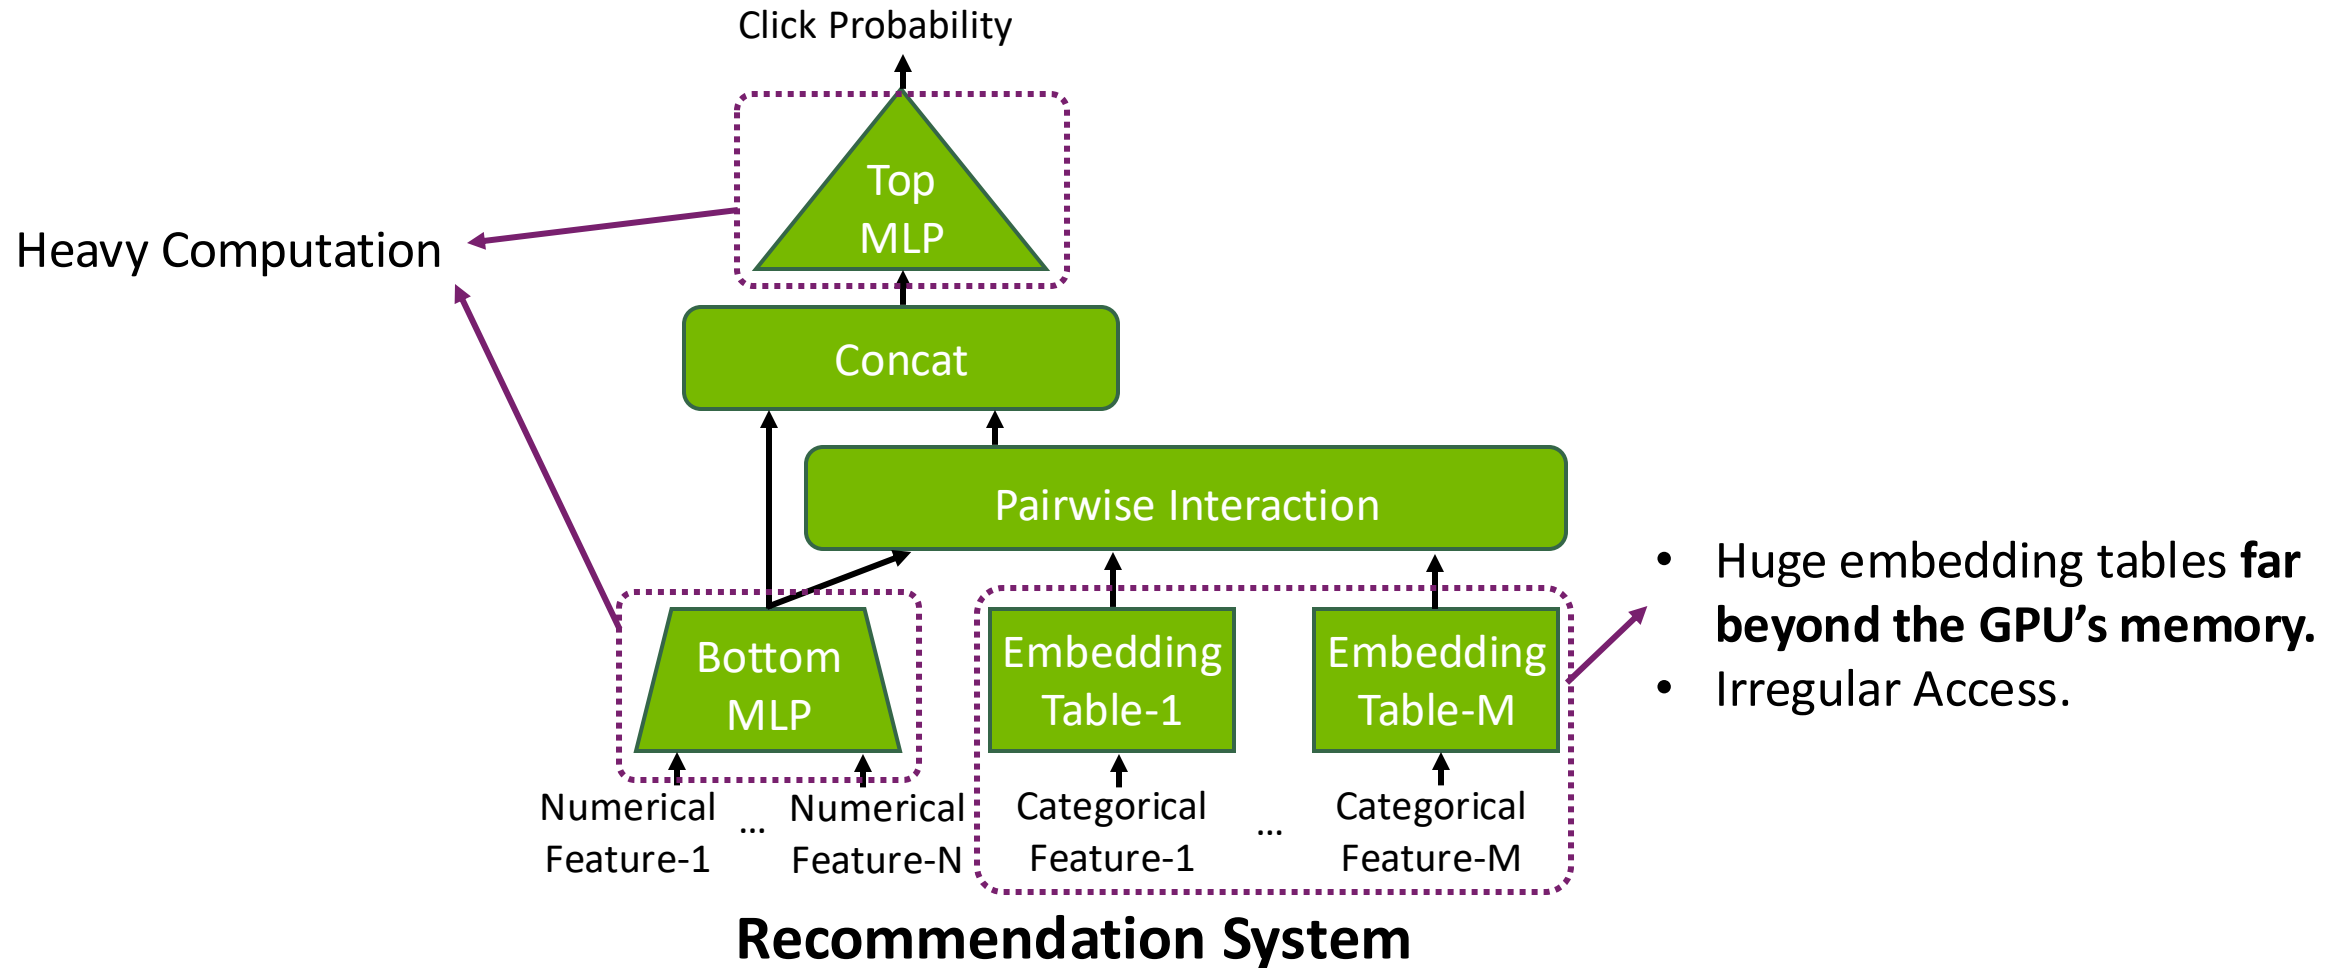 Click Probability
Top
MLP
Heavy Computation
Concat
Pairwise Interaction
• Huge embedding tables far
beyond the GPU’s memory.
• Irregular Access.
Bottom
MLP
Embedding
Table-1
Embedding
Table-M
Numerical
Feature-1
...
Numerical
Feature-N
Categorical
Feature-1
...
Categorical
Feature-M
Recommendation System